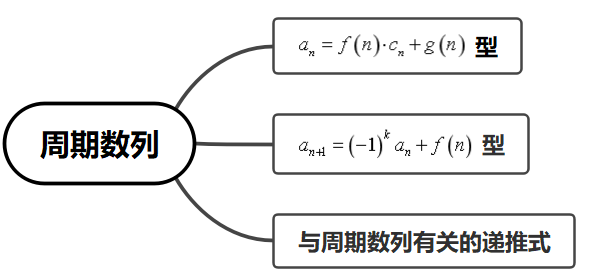 周期数列
aₙ = f(n)·cₙ + g(n) 型
aₙ₊₁ = (−1)ᵏ aₙ + f(n) 型
与周期数列有关的递推式